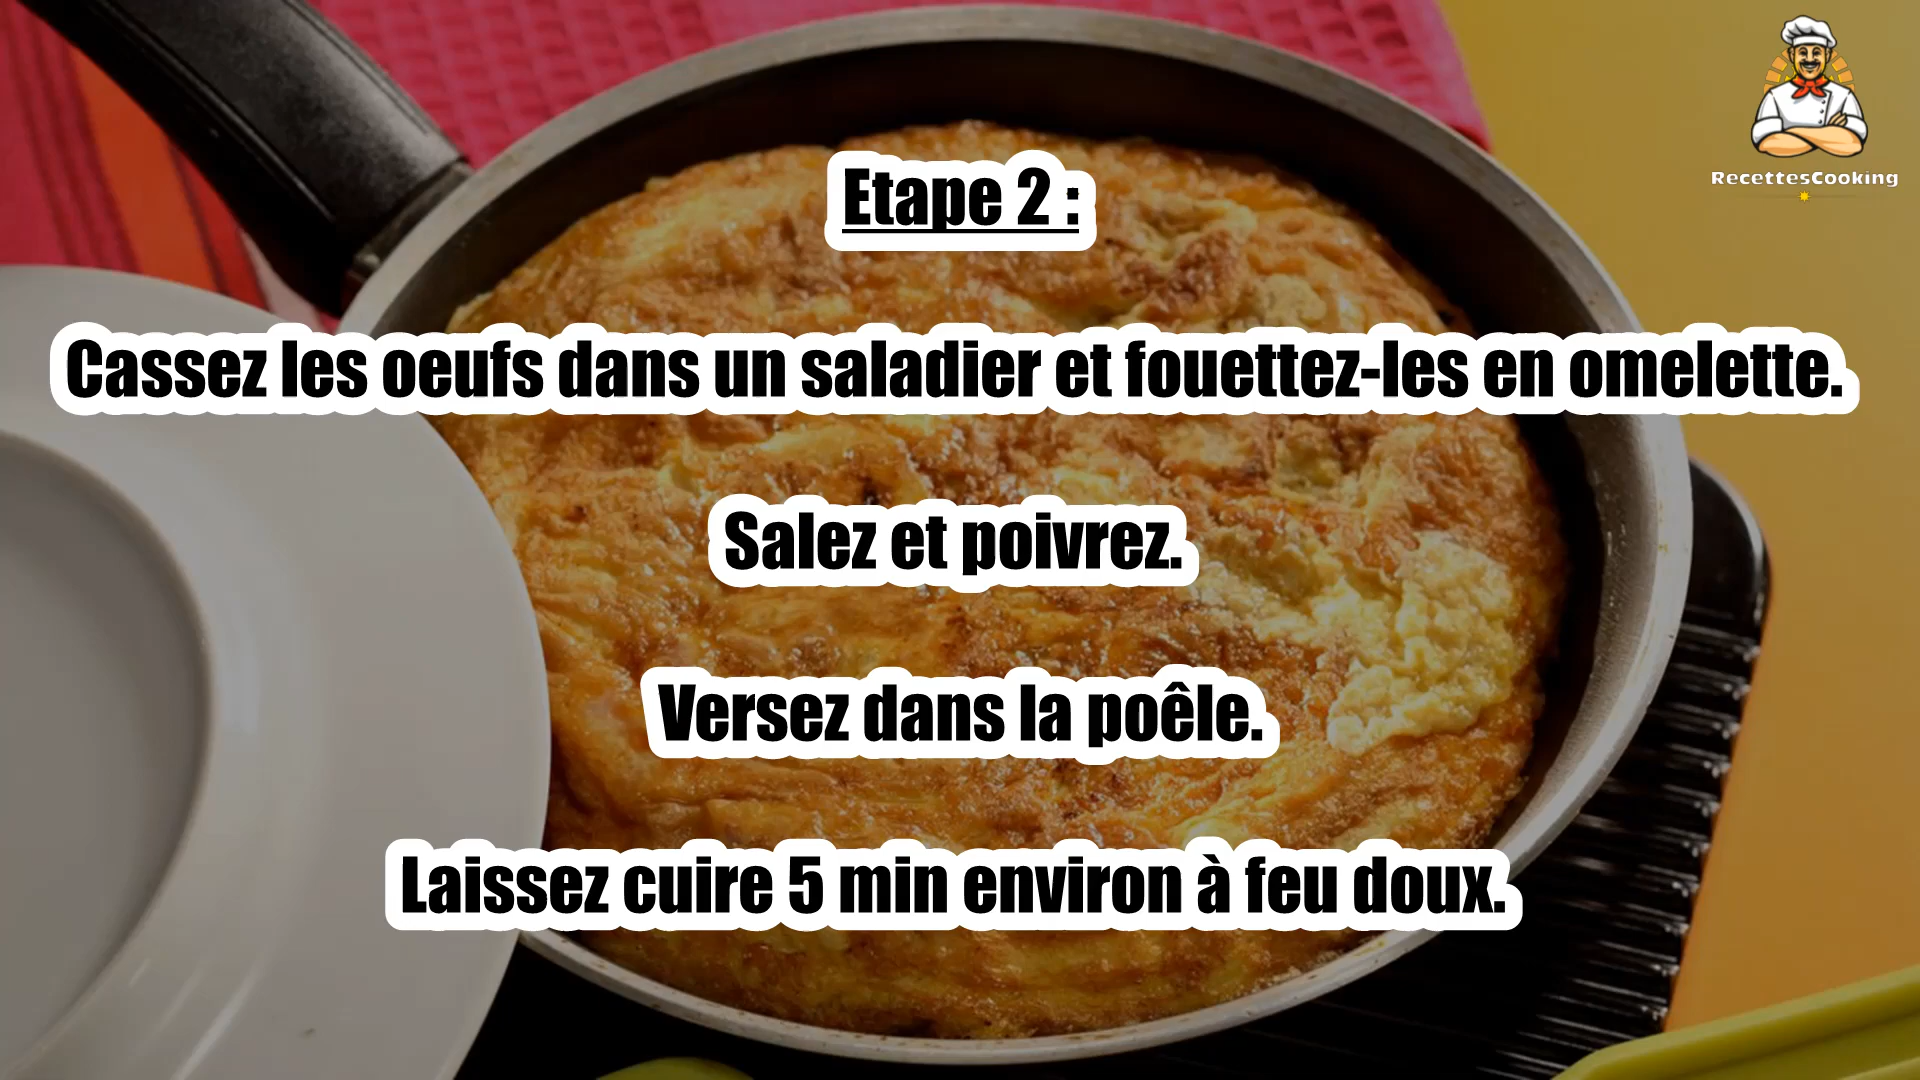 RecettesCooking
Etape 2 :
Cassez les oeufs dans un saladier et fouettez-les en omelette.
Salez et poivrez.
Versez dans la poêle.
Laissez cuire 5 min environ à feu doux.